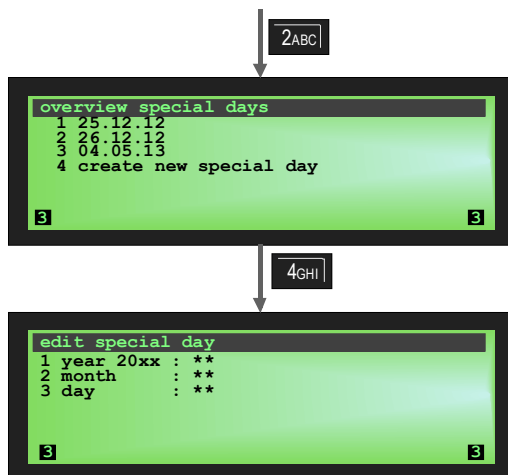 2ABC
overview special days
1 25.12.12
2 26.12.12
3 04.05.13
4 create new special day
3 3
4GHI
edit special day
1 year 20xx : **
2 month : **
3 day : **
3 3